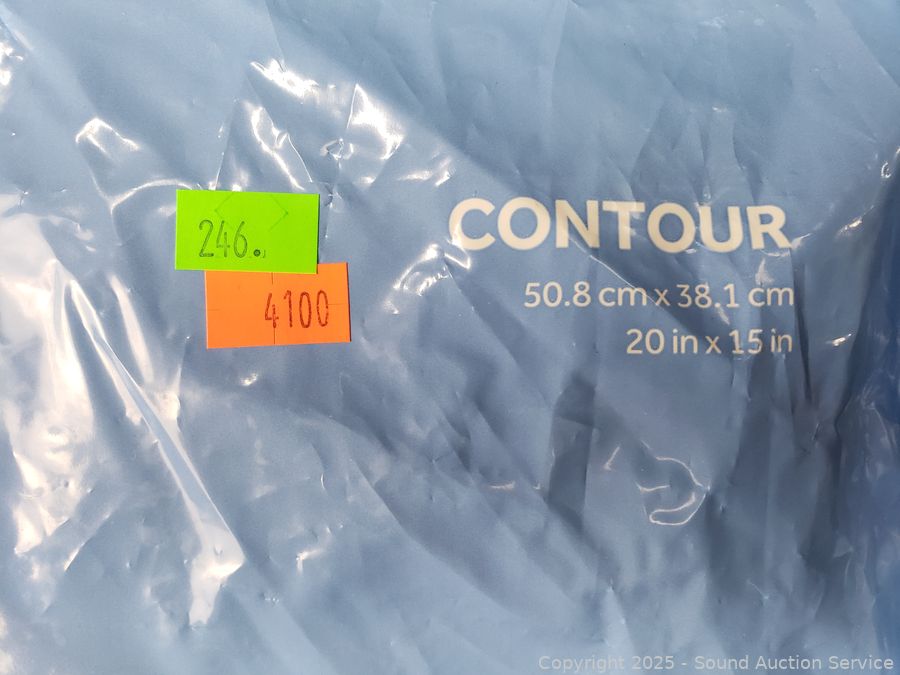 246.
4100
CONTOUR
50.8 cm x 38.1 cm
20 in x 15 in
Copyright 2025 - Sound Auction Service